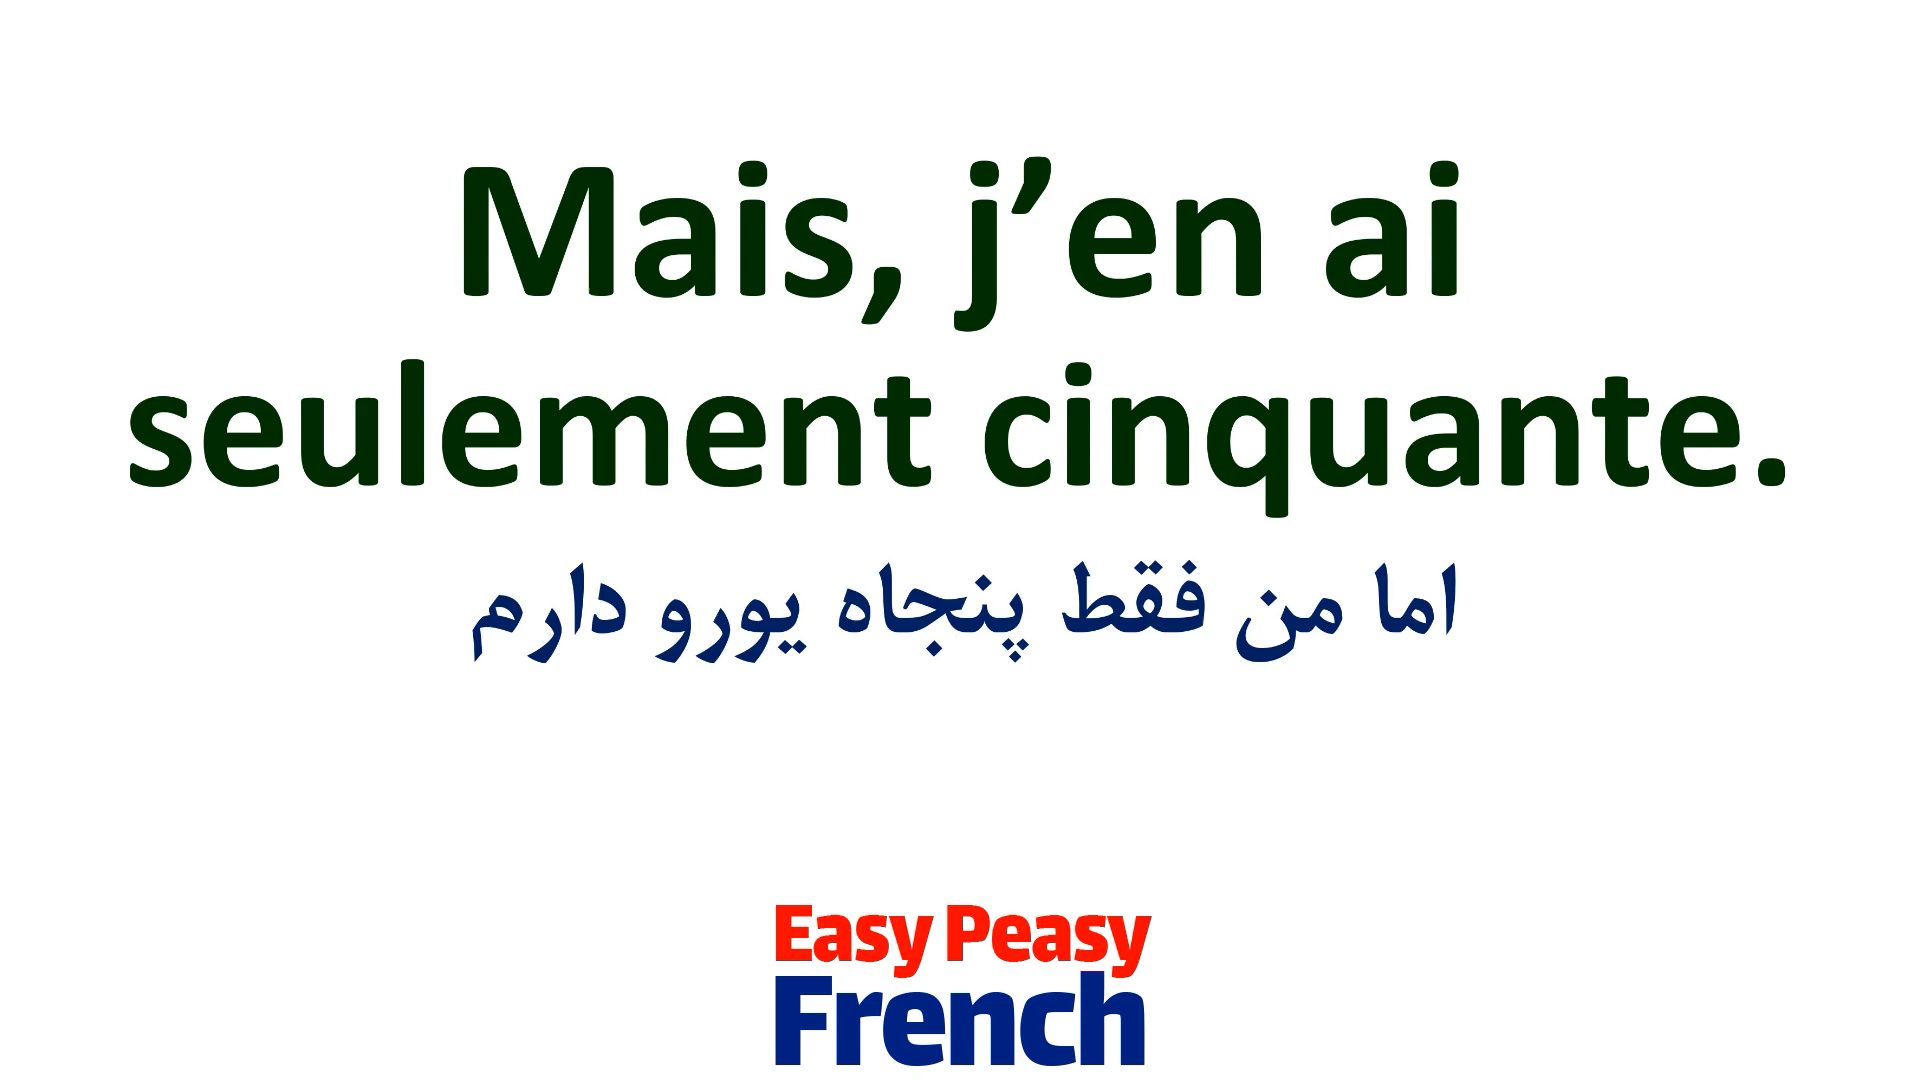 Mais, j’en ai
seulement cinquante.
اما من فقط پنجاه یورو دارم
Easy Peasy
French